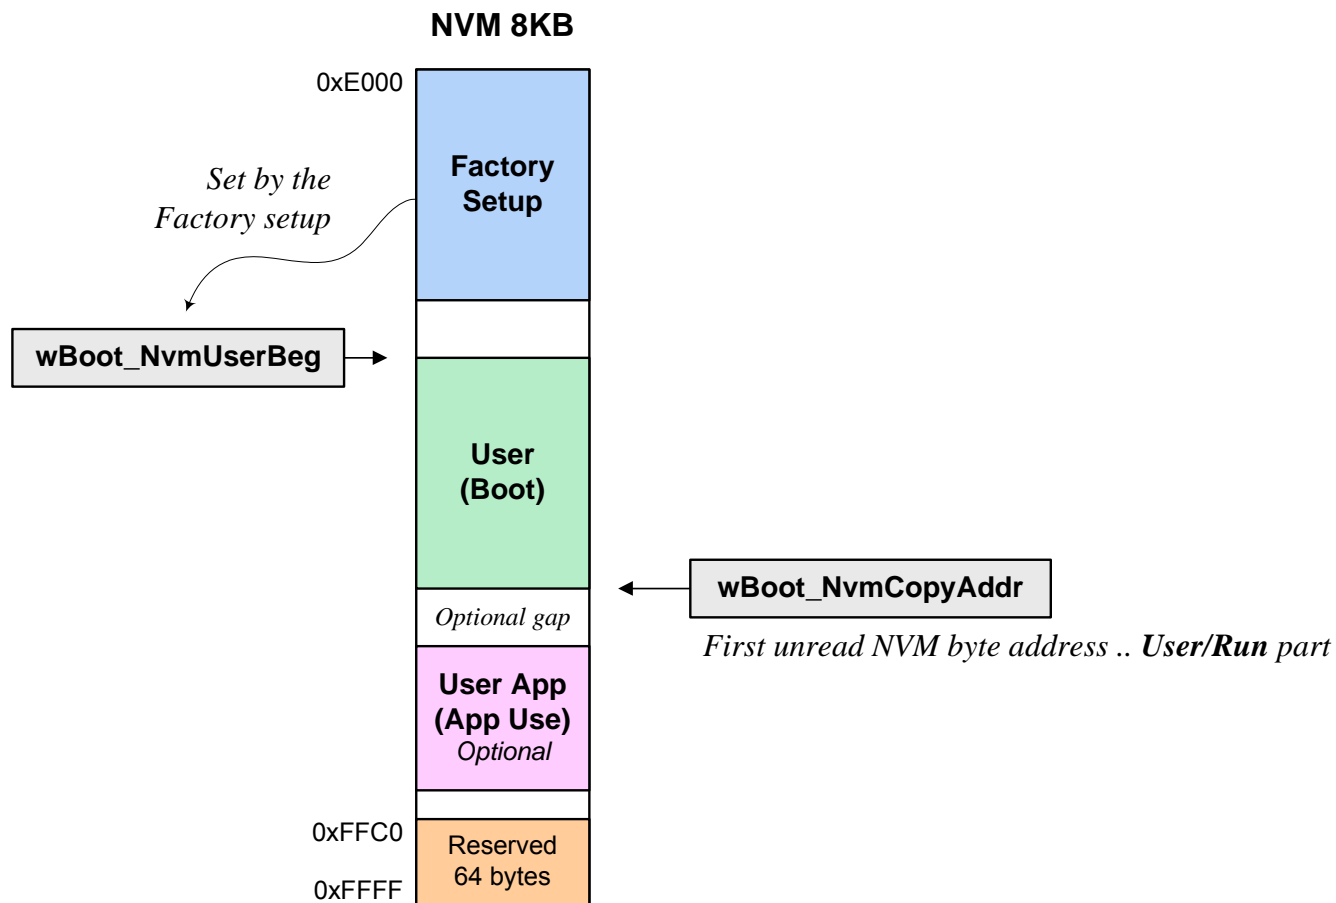 NVM 8KB
0xE000
Factory
Setup
Set by the
Factory setup
wBoot_NvmUserBeg
User
(Boot)
wBoot_NvmCopyAddr
Optional gap
First unread NVM byte address .. User/Run part
User App
(App Use)
Optional
0xFFC0
Reserved
64 bytes
0xFFFF